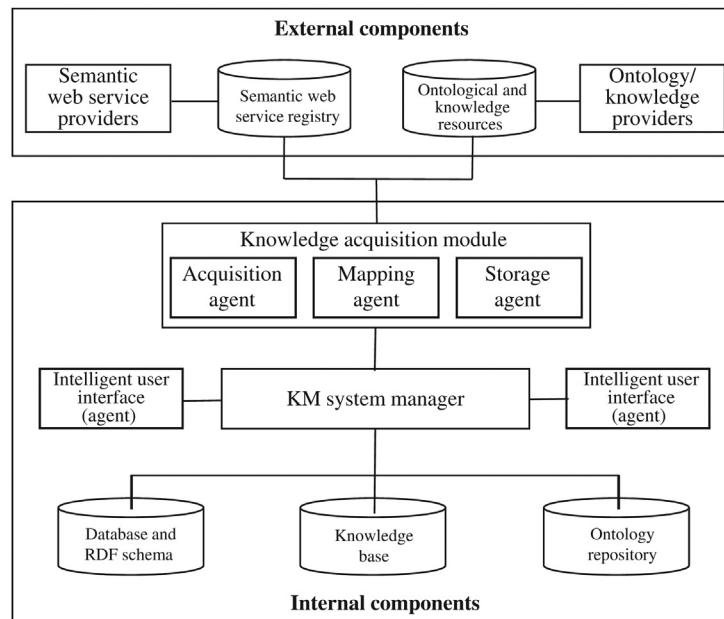 External components
Semantic
web service
providers
Semantic web
service registry
Ontological and
knowledge
resources
Ontology/
knowledge
providers
Knowledge acquisition module
Acquisition
agent
Mapping
agent
Storage
agent
Intelligent user
interface
(agent)
KM system manager
Intelligent user
interface
(agent)
Database and
RDF schema
Knowledge
base
Ontology
repository
Internal components